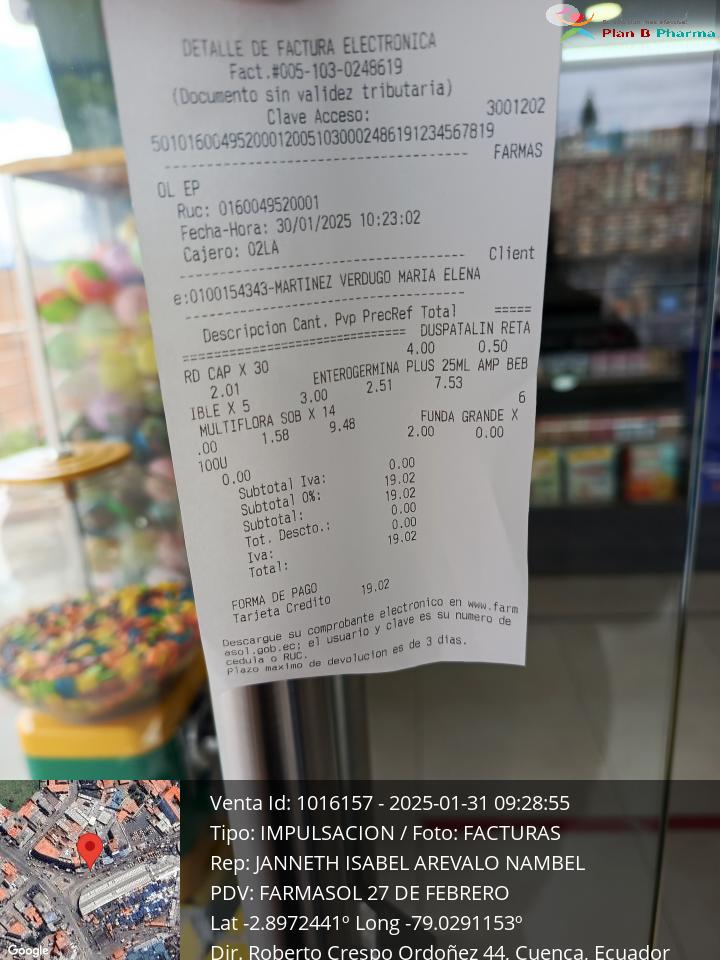 Plan B Pharma
DETALLE DE FACTURA ELECTRONICA
Fact.#005-103-0248619
(Documento sin validez tributaria)
Clave Acceso: 3001202
501016004952000120051030002486191234567819
------------------------------------ FARMAS
OL EP
Ruc: 0160049520001
Fecha-Hora: 30/01/2025 10:23:02
Cajero: 02LA
------------------------------------ Client
e:0100154343-MARTINEZ VERDUGO MARIA ELENA
------------------------------------
Descripcion Cant. Pvp PrecRef Total =====
=============================== DUSPATALIN RETA
RD CAP X 30 4.00 0.50
2.01 ENTEROGERMINA PLUS 25ML AMP BEB
IBLE X 5 3.00 2.51 7.53
MULTIFLORA SOB X 14 6
.00 1.58 9.48 FUNDA GRANDE X
100U 2.00 0.00
0.00
Subtotal Iva: 0.00
Subtotal 0%: 19.02
Subtotal: 19.02
Tot. Descto.: 0.00
Iva: 0.00
Total: 19.02
FORMA DE PAGO
Tarjeta Credito 19.02
Descargue su comprobante electronico en www.farm
asol.gob.ec; el usuario y clave es su numero de
cedula o RUC.
Plazo maximo de devolucion es de 3 dias.
Venta Id: 1016157 - 2025-01-31 09:28:55
Tipo: IMPULSACION / Foto: FACTURAS
Rep: JANNETH ISABEL AREVALO NAMBEL
PDV: FARMASOL 27 DE FEBRERO
Lat -2.8972441º Long -79.0291153º
Dir. Roberto Crespo Ordoñez 44, Cuenca, Ecuador
Google